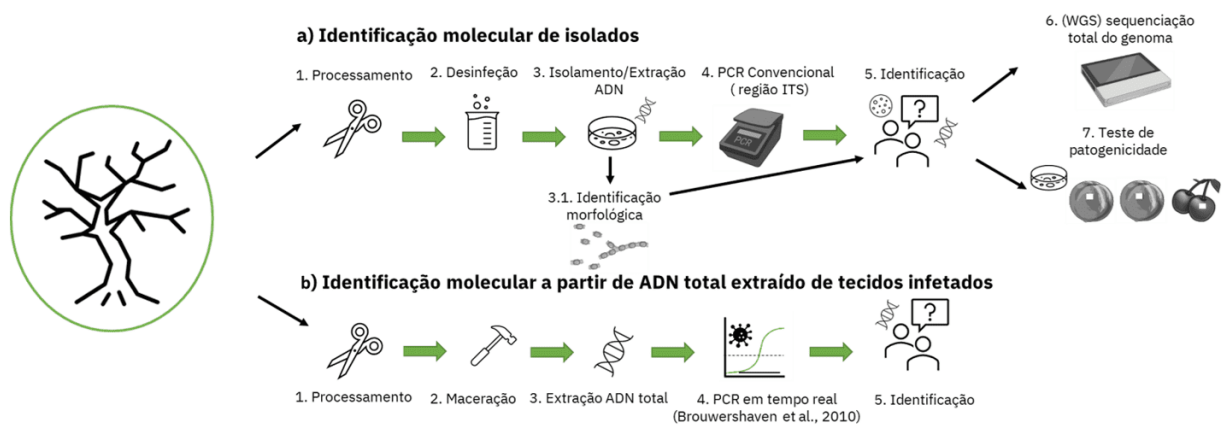 a) Identificação molecular de isolados
1. Processamento
2. Desinfeção
3. Isolamento/Extração
ADN
4. PCR Convencional
( região ITS)
PCR
5. Identificação
?
6. (WGS) sequenciação
total do genoma
7. Teste de
patogenicidade
3.1. Identificação
morfológica
b) Identificação molecular a partir de ADN total extraído de tecidos infetados
?
1. Processamento
2. Maceração
3. Extração ADN total
4. PCR em tempo real
(Brouwershaven et al., 2010)
5. Identificação